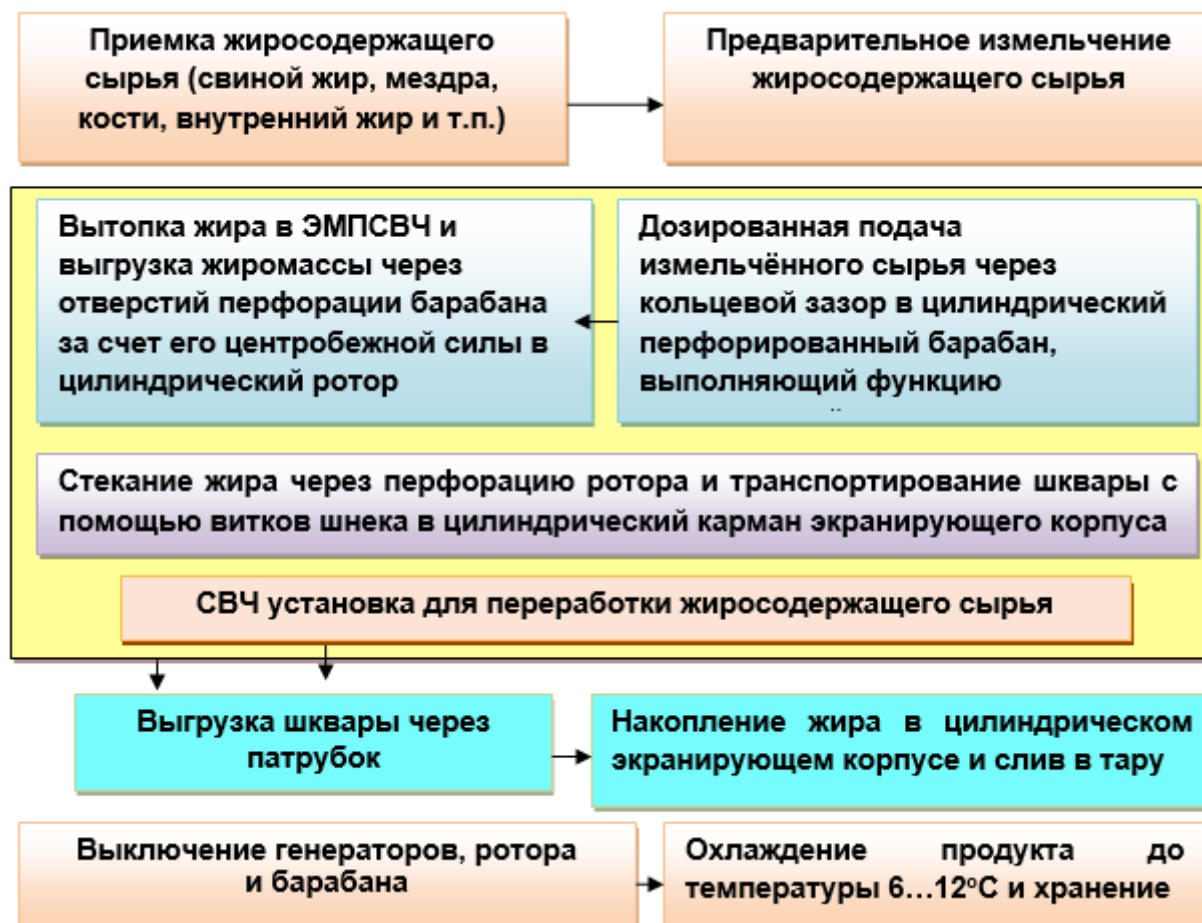 Приемка жиросодержащего
сырья (свиной жир, мездра,
кости, внутренний жир и т.п.)
Предварительное измельчение
жиросодержащего сырья
Вытопка жира в ЭМПСВЧ и
выгрузка жиромассы через
отверстий перфорации барабана
за счет его центробежной силы в
цилиндрический ротор
Дозированная подача
измельчённого сырья через
кольцевой зазор в цилиндрический
перфорированный барабан,
выполняющий функцию
Стекание жира через перфорацию ротора и транспортирование шквары с
помощью витков шнека в цилиндрический карман экранирующего корпуса
СВЧ установка для переработки жиросодержащего сырья
Выгрузка шквары через
патрубок
Накопление жира в цилиндрическом
экранирующем корпусе и слив в тару
Выключение генераторов, ротора
и барабана
Охлаждение продукта до
температуры 6…12°С и хранение